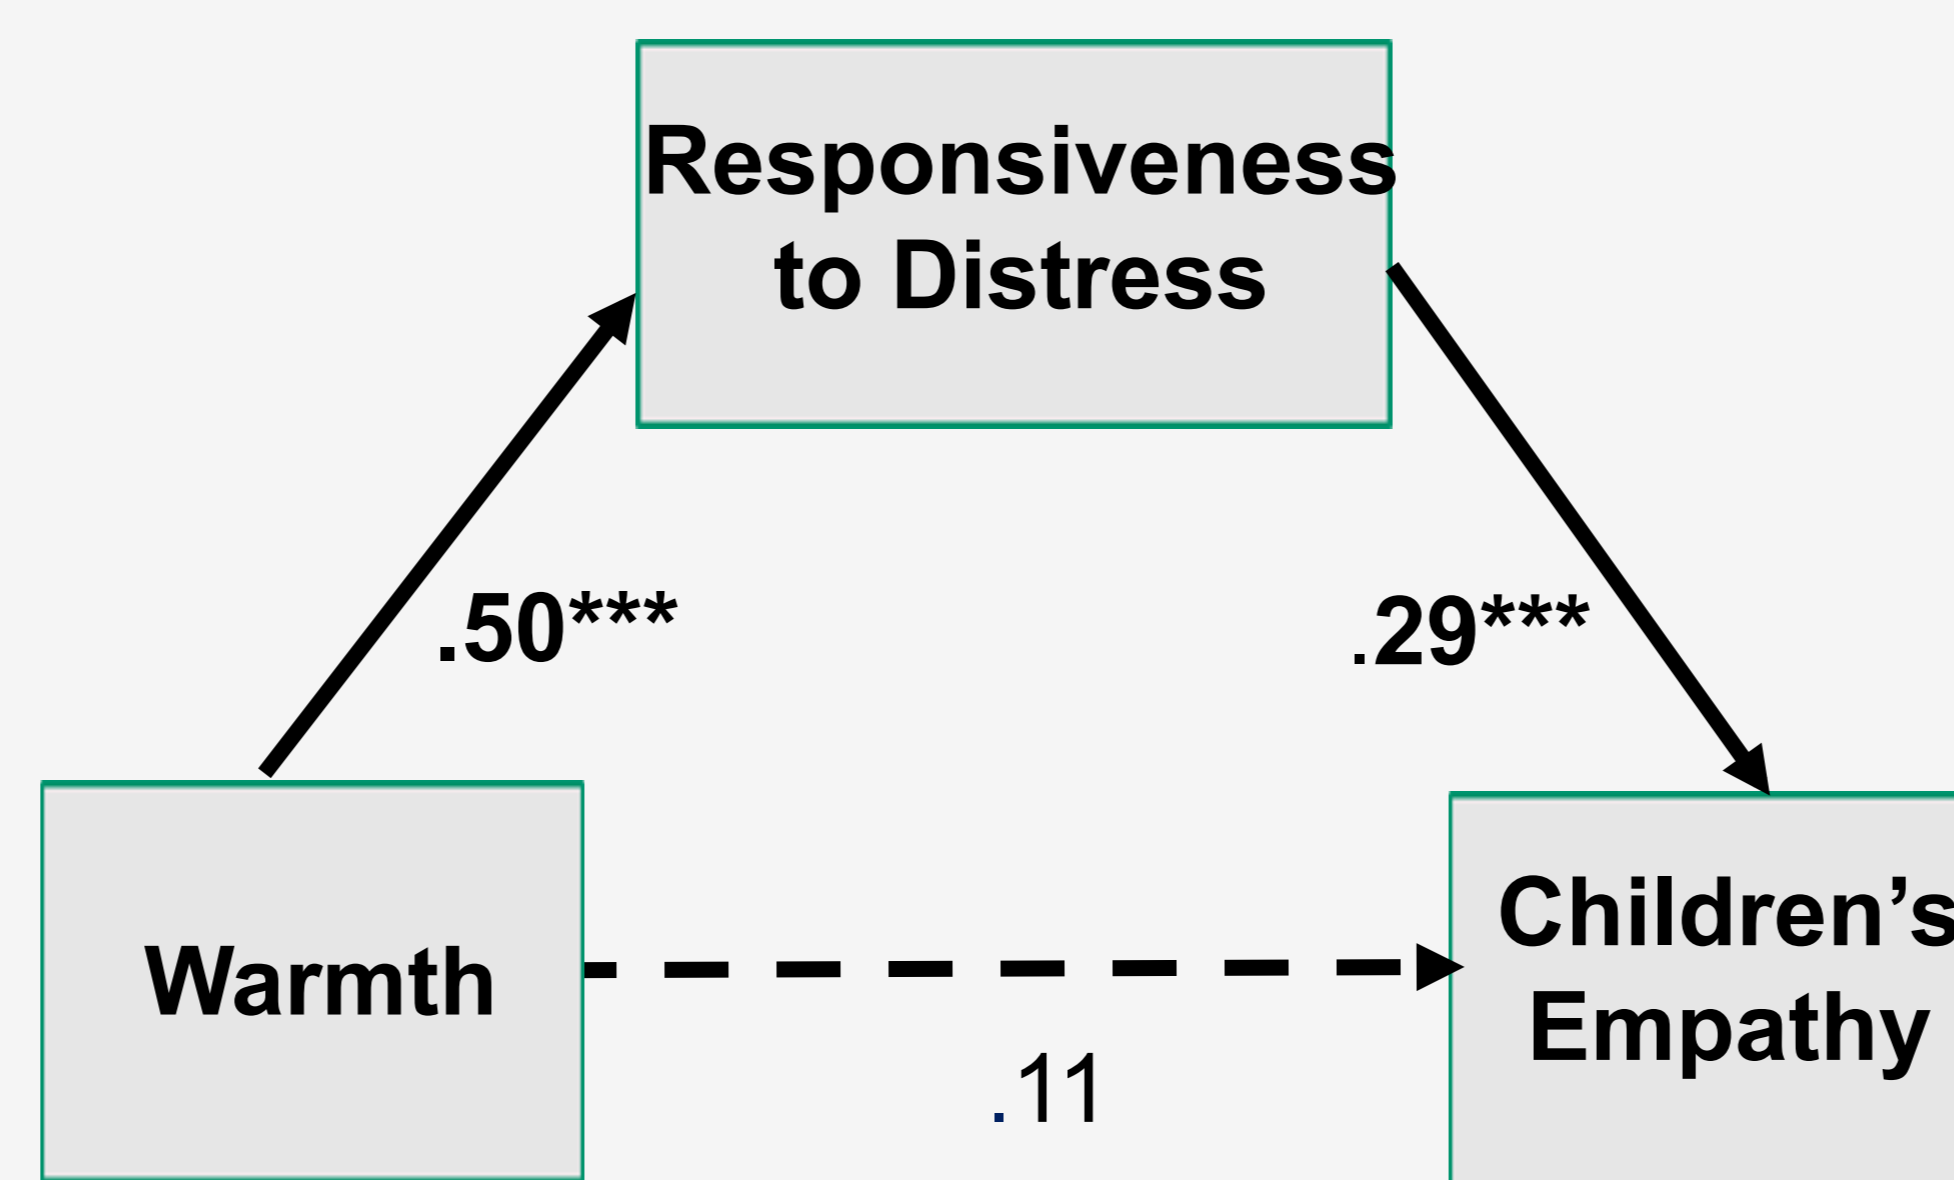 Responsiveness
to Distress
.50***
.29***
Warmth
Children’s
Empathy
.11